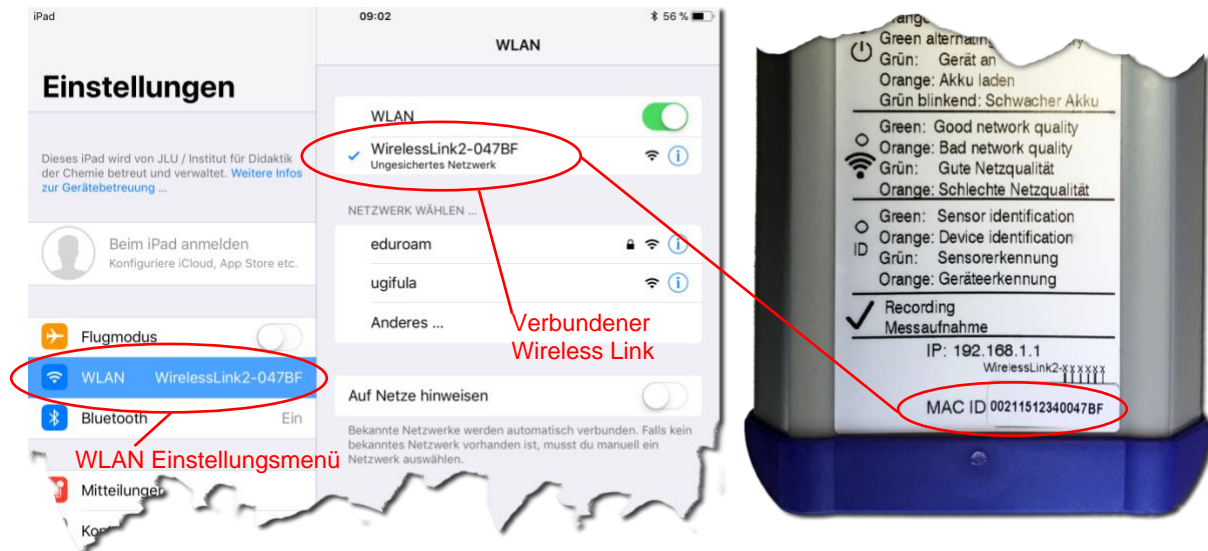 iPad
09:02
56 %
Einstellungen
Dieses iPad wird von JLU / Institut für Didaktik
der Chemie betreut und verwaltet. Weitere Infos
zur Gerätebetreuung ...
Beim iPad anmelden
Konfiguriere iCloud, App Store etc.
Flugmodus
WLAN WirelessLink2-047BF
Bluetooth Ein
WLAN Einstellungsmenü
Mitteilungen
WLAN
WLAN
WirelessLink2-047BF
Ungesichertes Netzwerk
NETZWERK WÄHLEN ...
eduroam
ugifula
Anderes ...
Verbundener
Wireless Link
Auf Netze hinweisen
Bekannte Netzwerke werden automatisch verbunden. Falls kein
bekanntes Netzwerk vorhanden ist, musst du manuell ein
Netzwerk auswählen.
Green alternating
Grün: Gerät an
Orange: Akku laden
Grün blinkend: Schwacher Akku
Green: Good network quality
Orange: Bad network quality
Grün: Gute Netzqualität
Orange: Schlechte Netzqualität
ID
Green: Sensor identification
Orange: Device identification
Grün: Sensorerkennung
Orange: Geräteerkennung
Recording
Messaufnahme
IP: 192.168.1.1
WirelessLink2-xxxxxx
MAC ID 00211512340047BF